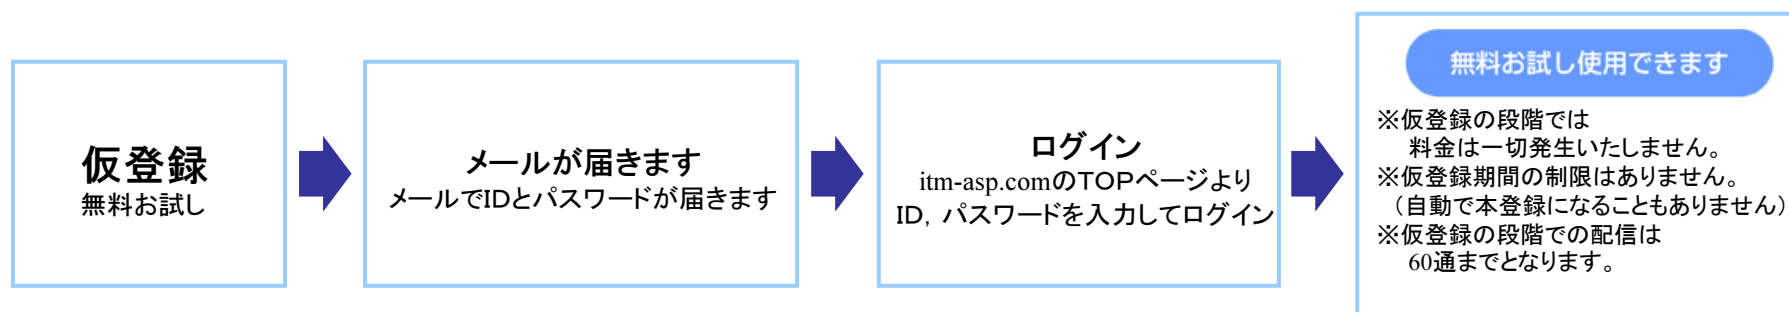 仮登録
無料お試し
メールが届きます
メールでIDとパスワードが届きます
ログイン
itm-asp.comのTOPページより
ID，パスワードを入力してログイン
無料お試し使用できます
※仮登録の段階では
料金は一切発生いたしません。
※仮登録期間の制限はありません。
（自動で本登録になることもありません）
※仮登録の段階での配信は
60通までとなります。